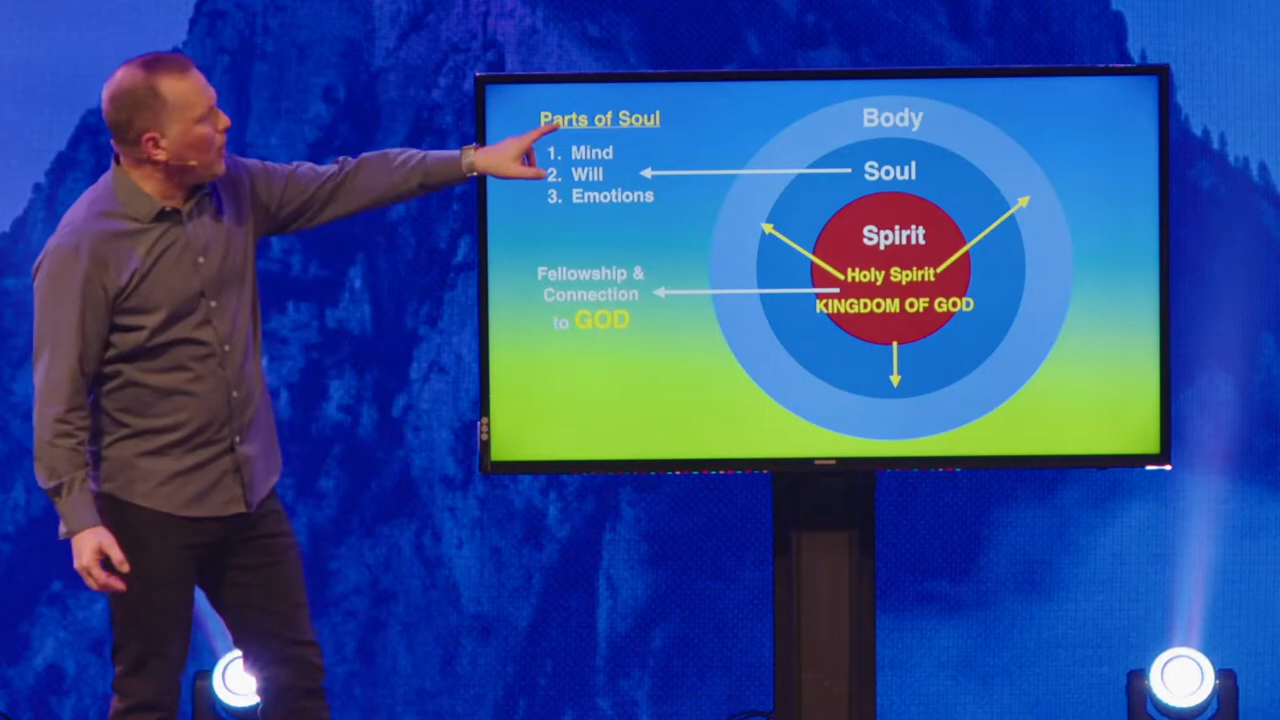 Parts of Soul
1. Mind
2. Will
3. Emotions
Fellowship &
Connection
to GOD
Body
Soul
Spirit
Holy Spirit
KINGDOM OF GOD